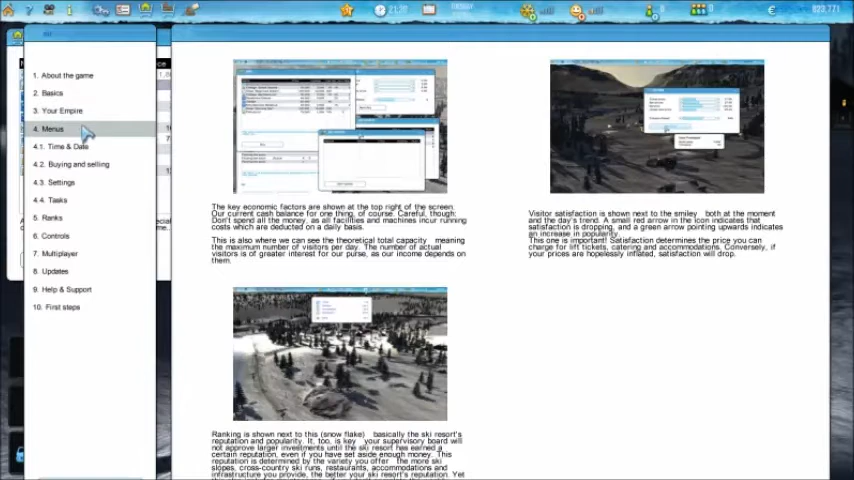 21:30
6
0
€
823,771
1. About the game
2. Basics
3. Your Empire
4. Menus
4.1. Time & Date
4.2. Buying and selling
4.3. Settings
4.4. Tasks
5. Ranks
6. Controls
7. Multiplayer
8. Updates
9. Help & Support
10. First steps
The key economic factors are shown at the top right of the screen.
Our current cash balance for one thing, of course. Careful, though:
Don't spend all the money, as all facilities and machines incur running
costs which are deducted on a daily basis.
This is also where we can see the theoretical total capacity meaning
the maximum number of visitors per day. The number of actual
visitors is of greater interest for our purse, as our income depends on
them.
Visitor satisfaction is shown next to the smiley both at the moment
and the day's trend. A small red arrow in the icon indicates that
satisfaction is dropping, and a green arrow pointing upwards indicates
an increase in popularity.
This one is important! Satisfaction determines the price you can
charge for lift tickets, catering and accommodations. Conversely, if
your prices are hopelessly inflated, satisfaction will drop.
Ranking is shown next to this (snow flake) basically the ski resort's
reputation and popularity. It, too, is key your supervisory board will
not approve larger investments until the ski resort has earned a
certain reputation, even if you have set aside enough money. This
reputation is determined by the variety you offer the more ski
slopes, cross-country ski runs, restaurants, accommodations and
infrastructure you provide, the better your ski resort's reputation. Yet